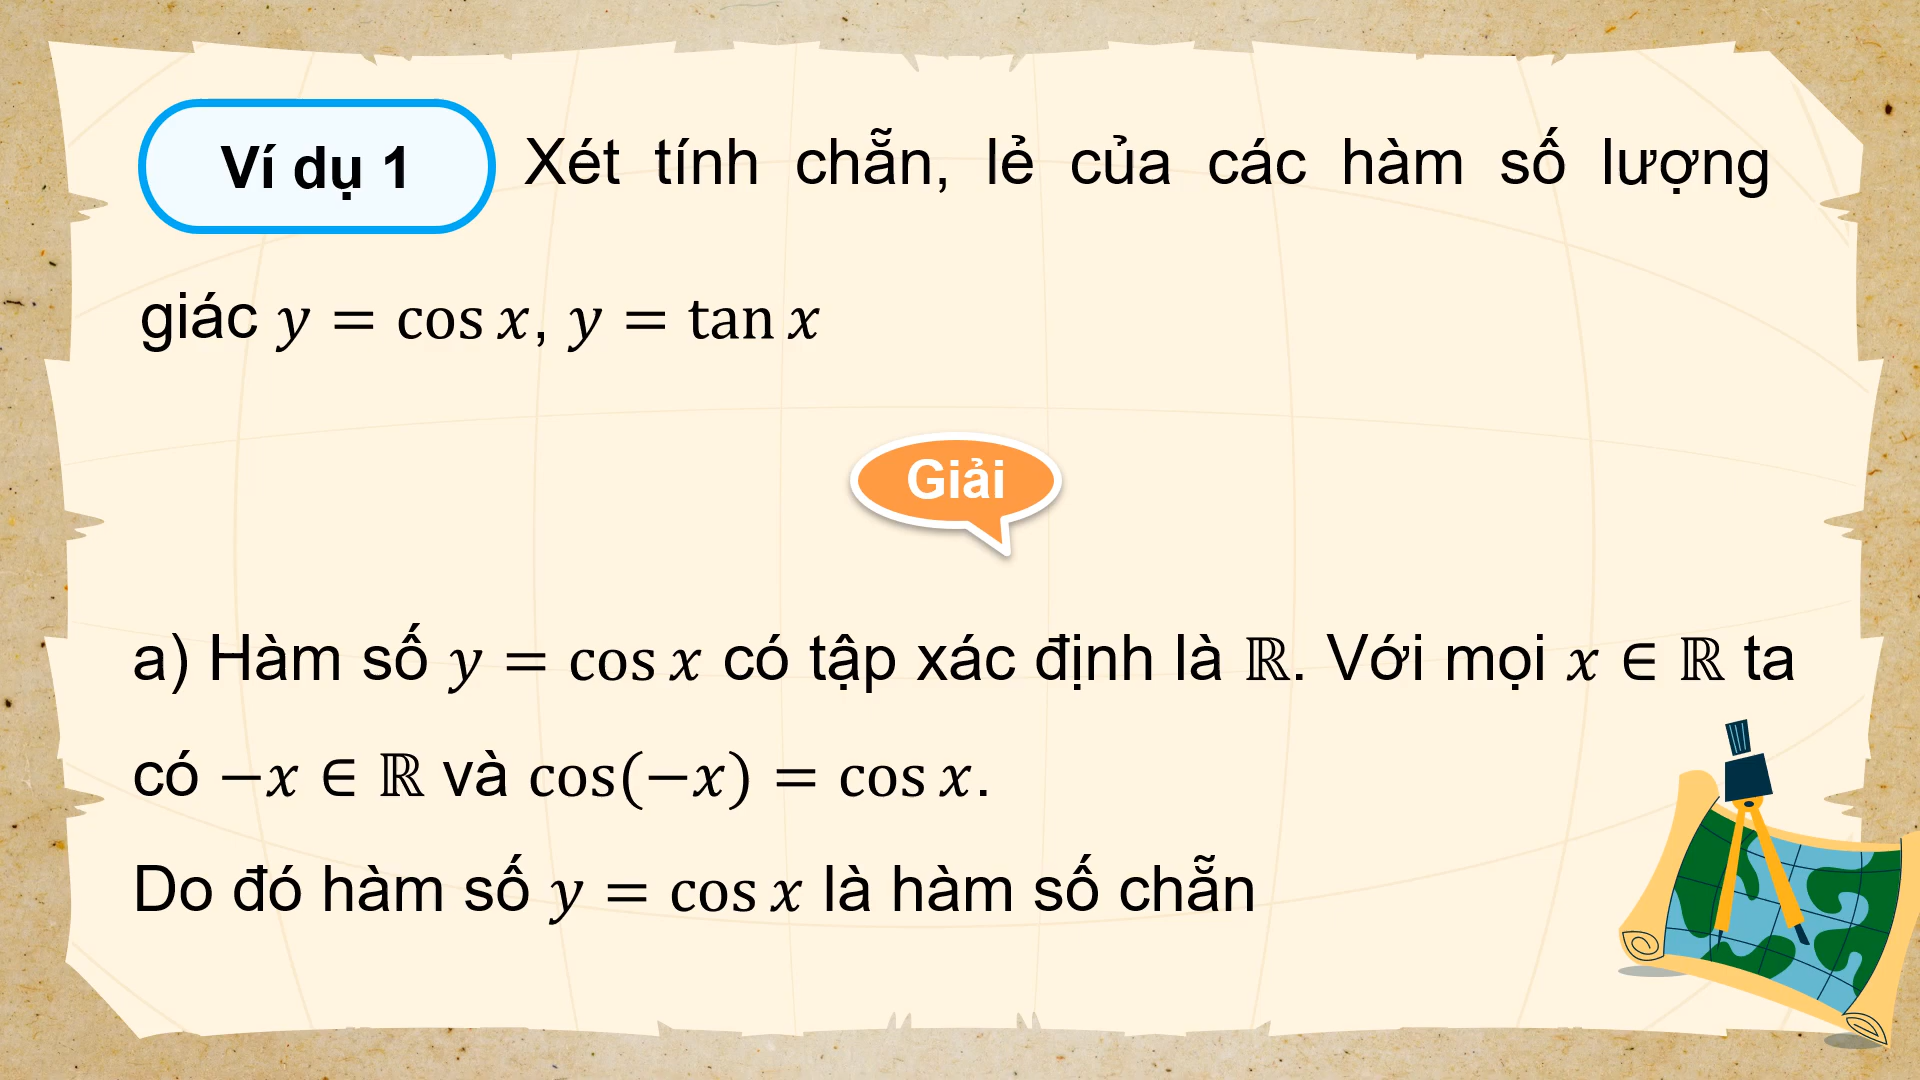 Ví dụ 1 Xét tính chẵn, lẻ của các hàm số lượng
giác y = cos x, y = tan x
Giải
a) Hàm số y = cos x có tập xác định là ℝ. Với mọi x ∈ ℝ ta
có −x ∈ ℝ và cos(−x) = cos x.
Do đó hàm số y = cos x là hàm số chẵn